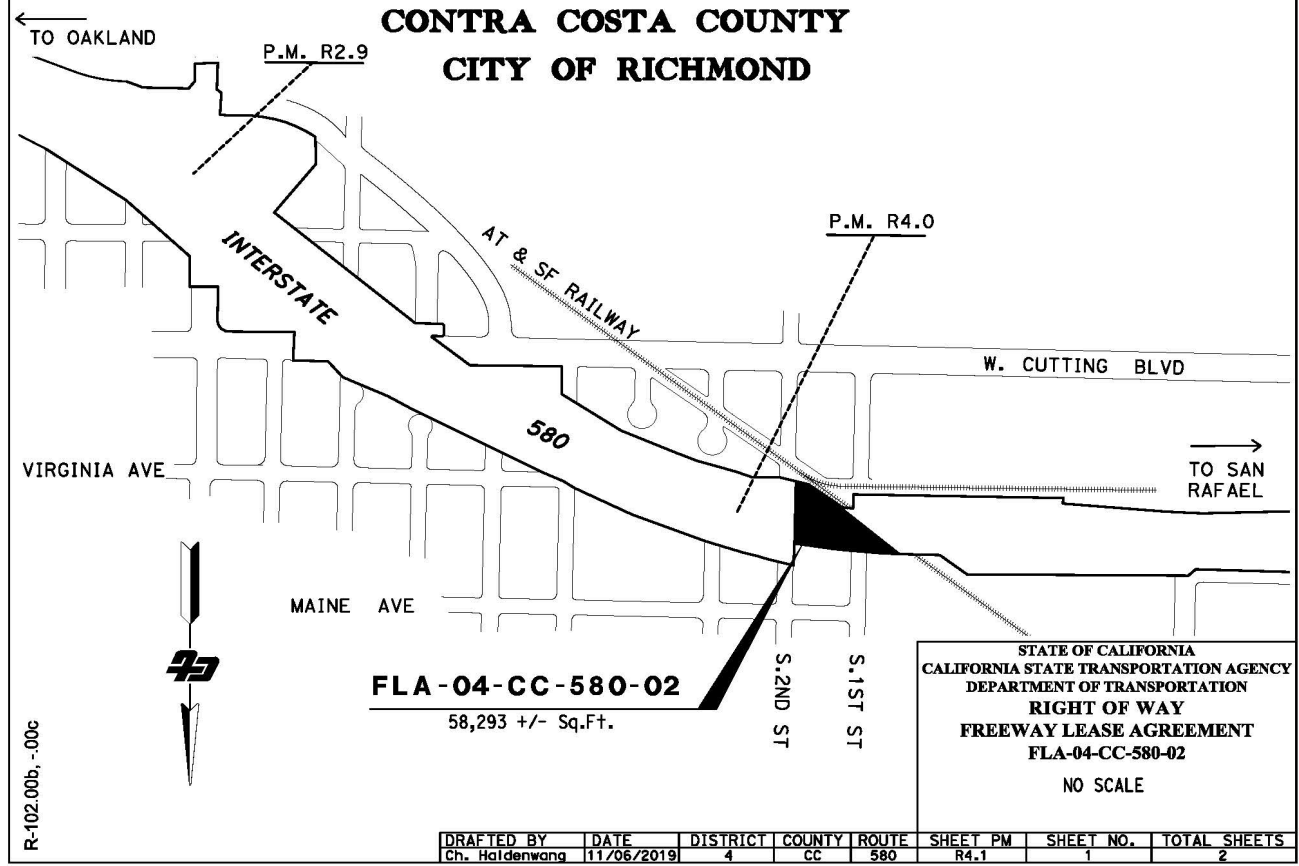 CONTRA COSTA COUNTY
CITY OF RICHMOND
TO OAKLAND
P.M. R2.9
P.M. R4.0
INTERSTATE
580
AT & SF RAILWAY
W. CUTTING BLVD
TO SAN
RAFAEL
VIRGINIA AVE
MAINE AVE
FLA-04-CC-580-02
58,293 +/- Sq.Ft.
S.2ND ST
S.1ST ST
R-102.00b, -.00c
STATE OF CALIFORNIA
CALIFORNIA STATE TRANSPORTATION AGENCY
DEPARTMENT OF TRANSPORTATION
RIGHT OF WAY
FREEWAY LEASE AGREEMENT
FLA-04-CC-580-02
NO SCALE
DRAFTED BY DATE DISTRICT COUNTY ROUTE SHEET PM SHEET NO. TOTAL SHEETS
Ch. Haldenwang 11/06/2019 4 CC 580 R4.1 1 2